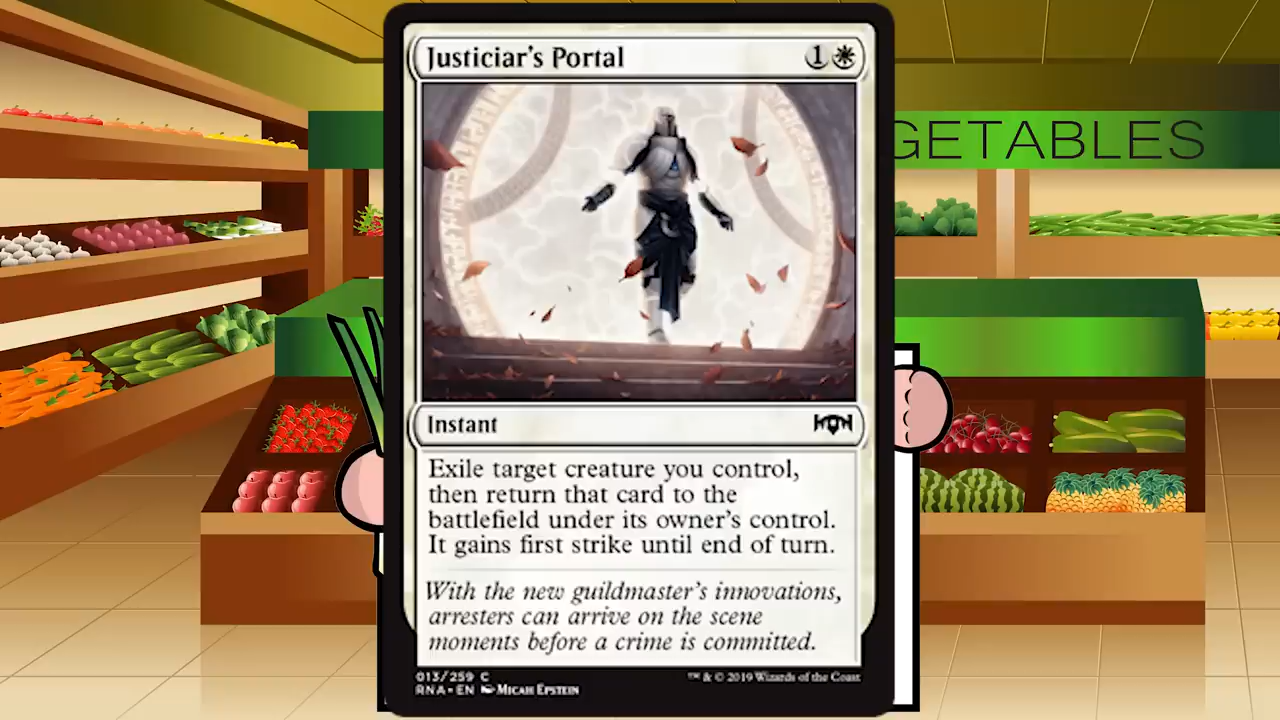 Justiciar's Portal 1
GETABLES
Instant
Exile target creature you control,
then return that card to the
battlefield under its owner's control.
It gains first strike until end of turn.
With the new guildmaster's innovations,
arresters can arrive on the scene
moments before a crime is committed.
013/259 C
RNA • EN Micah Epstein
™ & © 2019 Wizards of the Coast